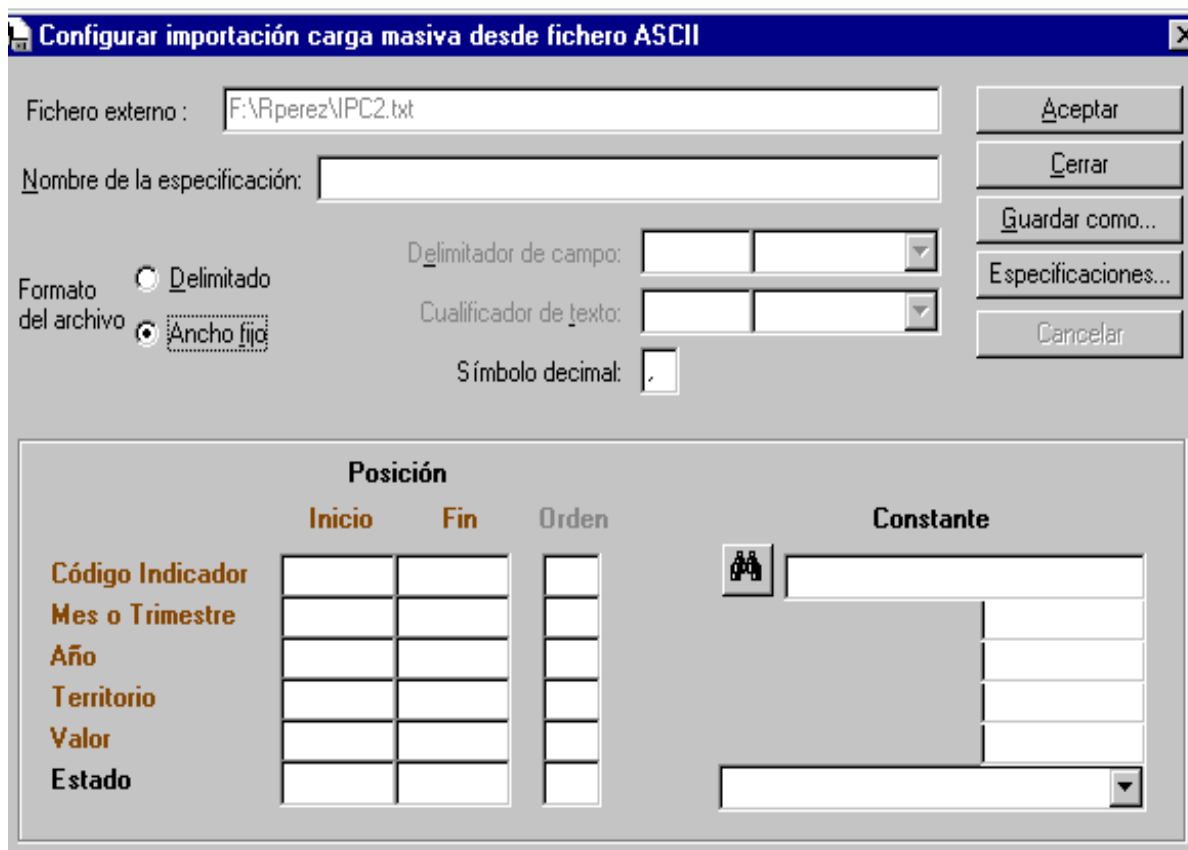 Configurar importación carga masiva desde fichero ASCII
Fichero externo : F:\Rperez\IPC2.txt
Aceptar
Nombre de la especificación:
Cerrar
Guardar como...
Delimitador de campo:
Especificaciones...
Formato del archivo
Delimitado
Cualificador de texto:
Ancho fijo
Cancelar
Símbolo decimal: ,
Posición
Inicio Fin Orden Constante
Código Indicador
Mes o Trimestre
Año
Territorio
Valor
Estado